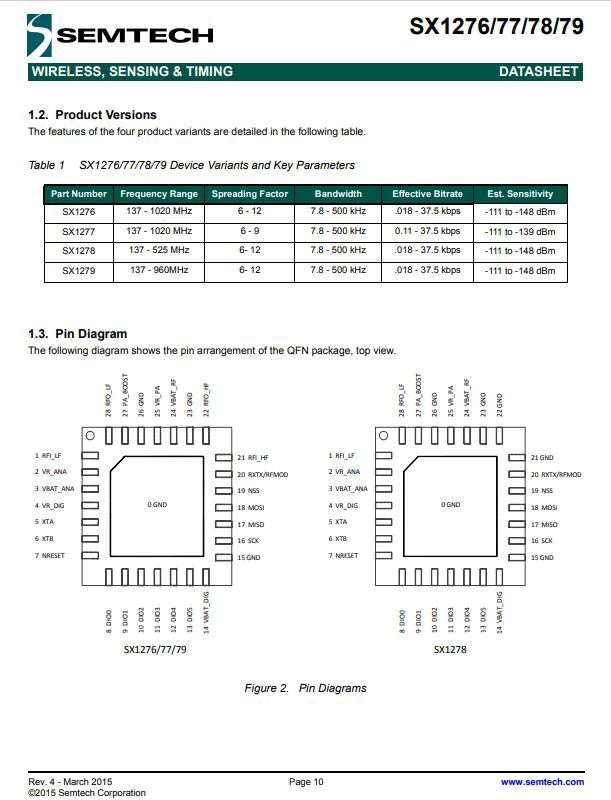 SEMTECH
SX1276/77/78/79
WIRELESS, SENSING & TIMING DATASHEET
1.2. Product Versions
The features of the four product variants are detailed in the following table.
Table 1 SX1276/77/78/79 Device Variants and Key Parameters
Part Number Frequency Range Spreading Factor Bandwidth Effective Bitrate Est. Sensitivity
SX1276 137 - 1020 MHz 6 - 12 7.8 - 500 kHz .018 - 37.5 kbps -111 to -148 dBm
SX1277 137 - 1020 MHz 6 - 9 7.8 - 500 kHz 0.11 - 37.5 kbps -111 to -139 dBm
SX1278 137 - 525 MHz 6- 12 7.8 - 500 kHz .018 - 37.5 kbps -111 to -148 dBm
SX1279 137 - 960MHz 6- 12 7.8 - 500 kHz .018 - 37.5 kbps -111 to -148 dBm
1.3. Pin Diagram
The following diagram shows the pin arrangement of the QFN package, top view.
28 RFO_LF
27 PA_BOOST
26 GND
25 VR_PA
24 VBAT_RF
23 GND
22 RFO_HF
1 RFI_LF
2 VR_ANA
3 VBAT_ANA
4 VR_DIG
5 XTA
6 XTB
7 NRESET
0 GND
21 RFI_HF
20 RXTX/RFMOD
19 NSS
18 MOSI
17 MISO
16 SCK
15 GND
8 DIO0
9 DIO1
10 DIO2
11 DIO3
12 DIO4
13 DIO5
14 VBAT_DIG
SX1276/77/79
28 RFO_LF
27 PA_BOOST
26 GND
25 VR_PA
24 VBAT_RF
23 GND
22 GND
1 RFI_LF
2 VR_ANA
3 VBAT_ANA
4 VR_DIG
5 XTA
6 XTB
7 NRESET
0 GND
21 GND
20 RXTX/RFMOD
19 NSS
18 MOSI
17 MISO
16 SCK
15 GND
8 DIO0
9 DIO1
10 DIO2
11 DIO3
12 DIO4
13 DIO5
14 VBAT_DIG
SX1278
Figure 2. Pin Diagrams
Rev. 4 - March 2015 Page 10 www.semtech.com
©2015 Semtech Corporation